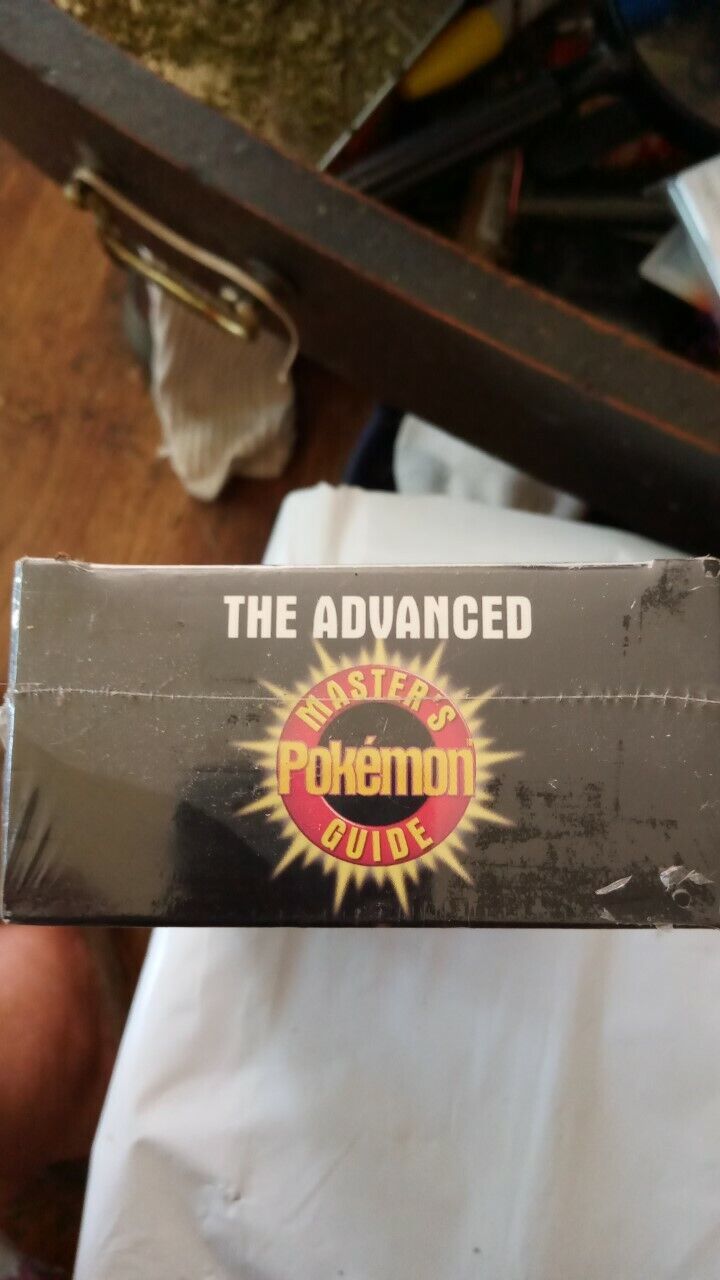 THE ADVANCED
MASTER'S
Pokémon
GUIDE